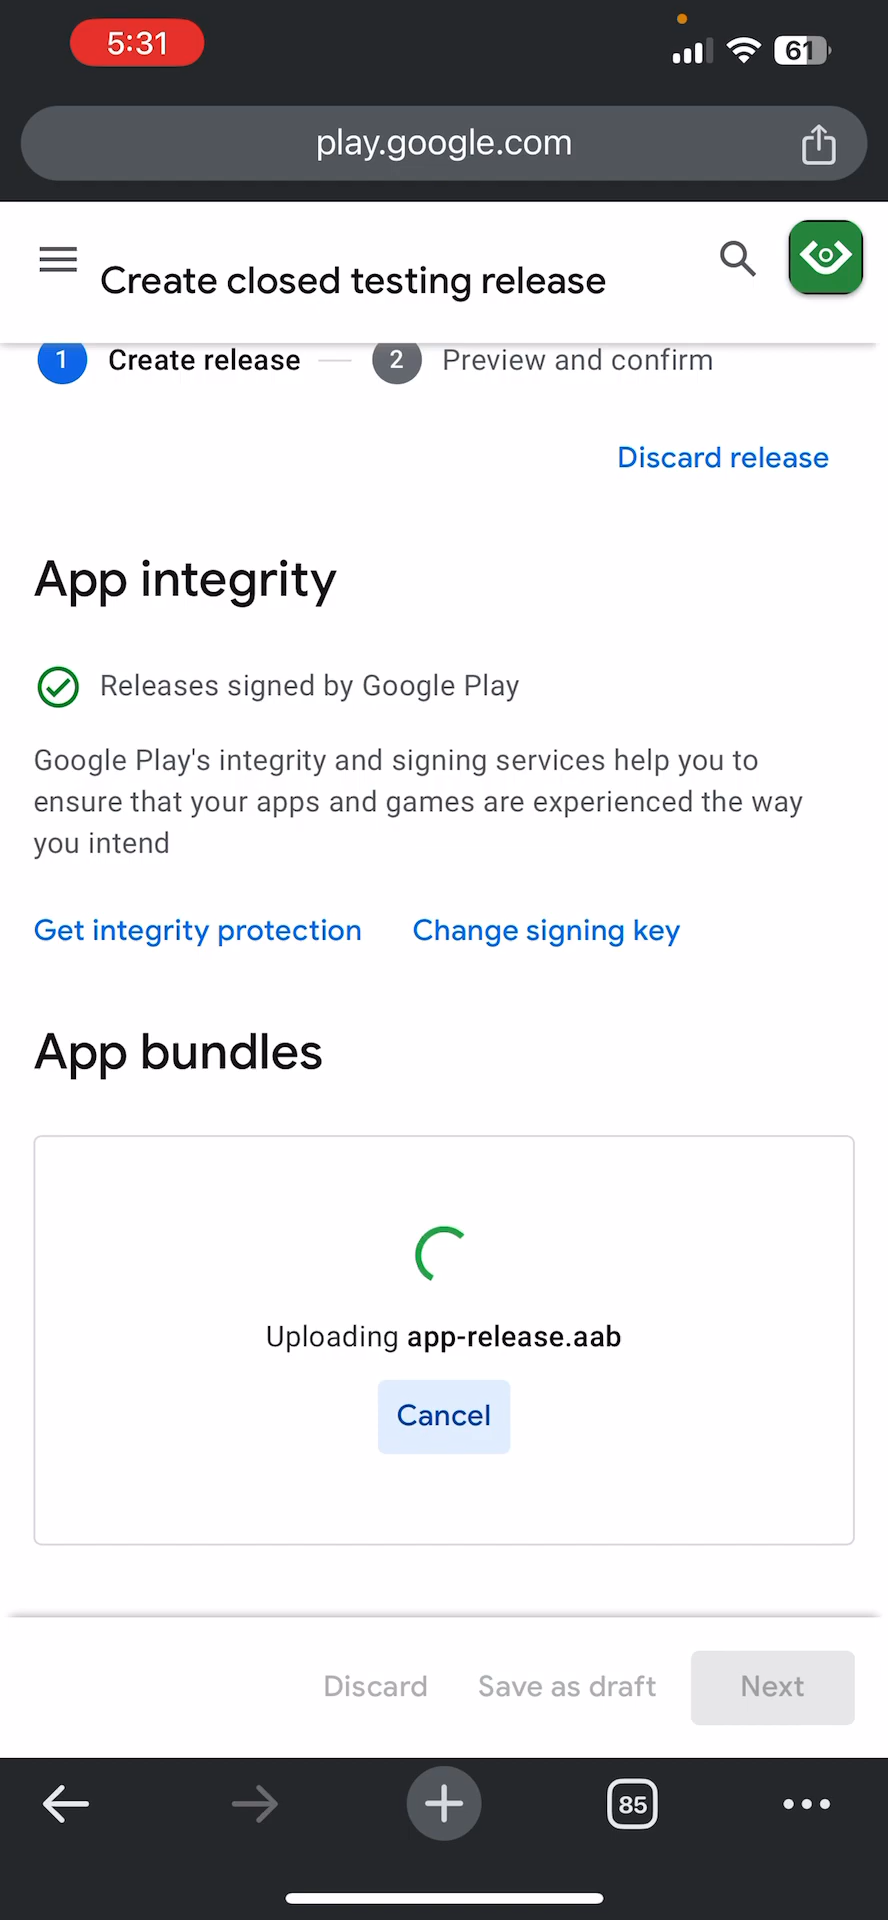 5:31
61
play.google.com
Create closed testing release
1 Create release 2 Preview and confirm
Discard release
App integrity
Releases signed by Google Play
Google Play's integrity and signing services help you to
ensure that your apps and games are experienced the way
you intend
Get integrity protection Change signing key
App bundles
Uploading app-release.aab
Cancel
Discard Save as draft Next
85